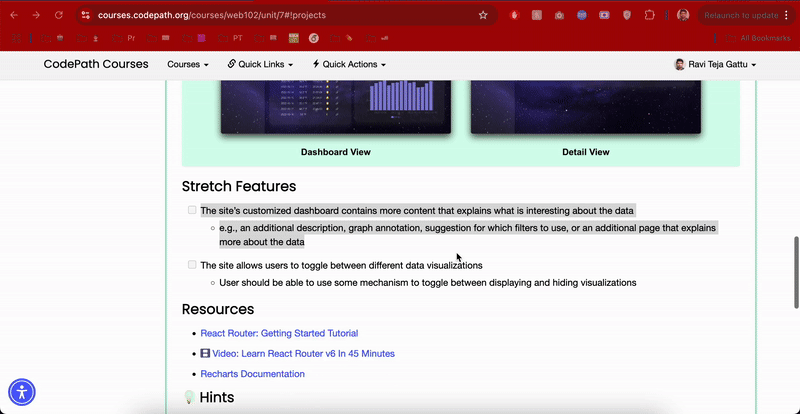 courses.codepath.org/courses/web102/unit/7#!projects
Relaunch to update
Pr
PT
All Bookmarks
CodePath Courses
Courses
Quick Links
Quick Actions
Ravi Teja Gattu
Dashboard View
Detail View
Stretch Features
The site's customized dashboard contains more content that explains what is interesting about the data
e.g., an additional description, graph annotation, suggestion for which filters to use, or an additional page that explains
more about the data
The site allows users to toggle between different data visualizations
User should be able to use some mechanism to toggle between displaying and hiding visualizations
Resources
React Router: Getting Started Tutorial
Video: Learn React Router v6 In 45 Minutes
Recharts Documentation
Hints